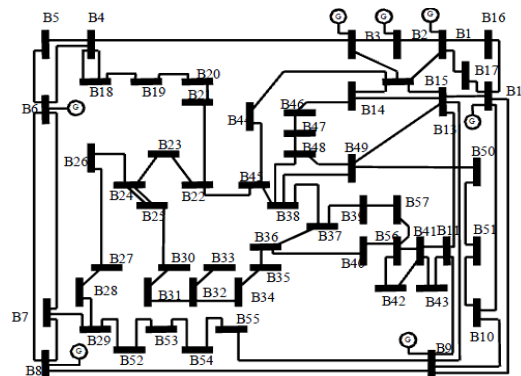 G G G
B5 B4 B3 B2 B1 B16
B17
B15 B1
B18 B19 B20
B21
B6 G B44 B46 B14 B13 G
B47
B23 B48 B49 B50
B26
B24 B22 B45
B25 B38 B39 B57
B37
B36 B56 B41 B11 B51
B27 B30 B33 B35 B40
B28 B31 B32 B34 B42 B43
B7 B10
B29 B53 B55
B52 B54
G G B9
B8